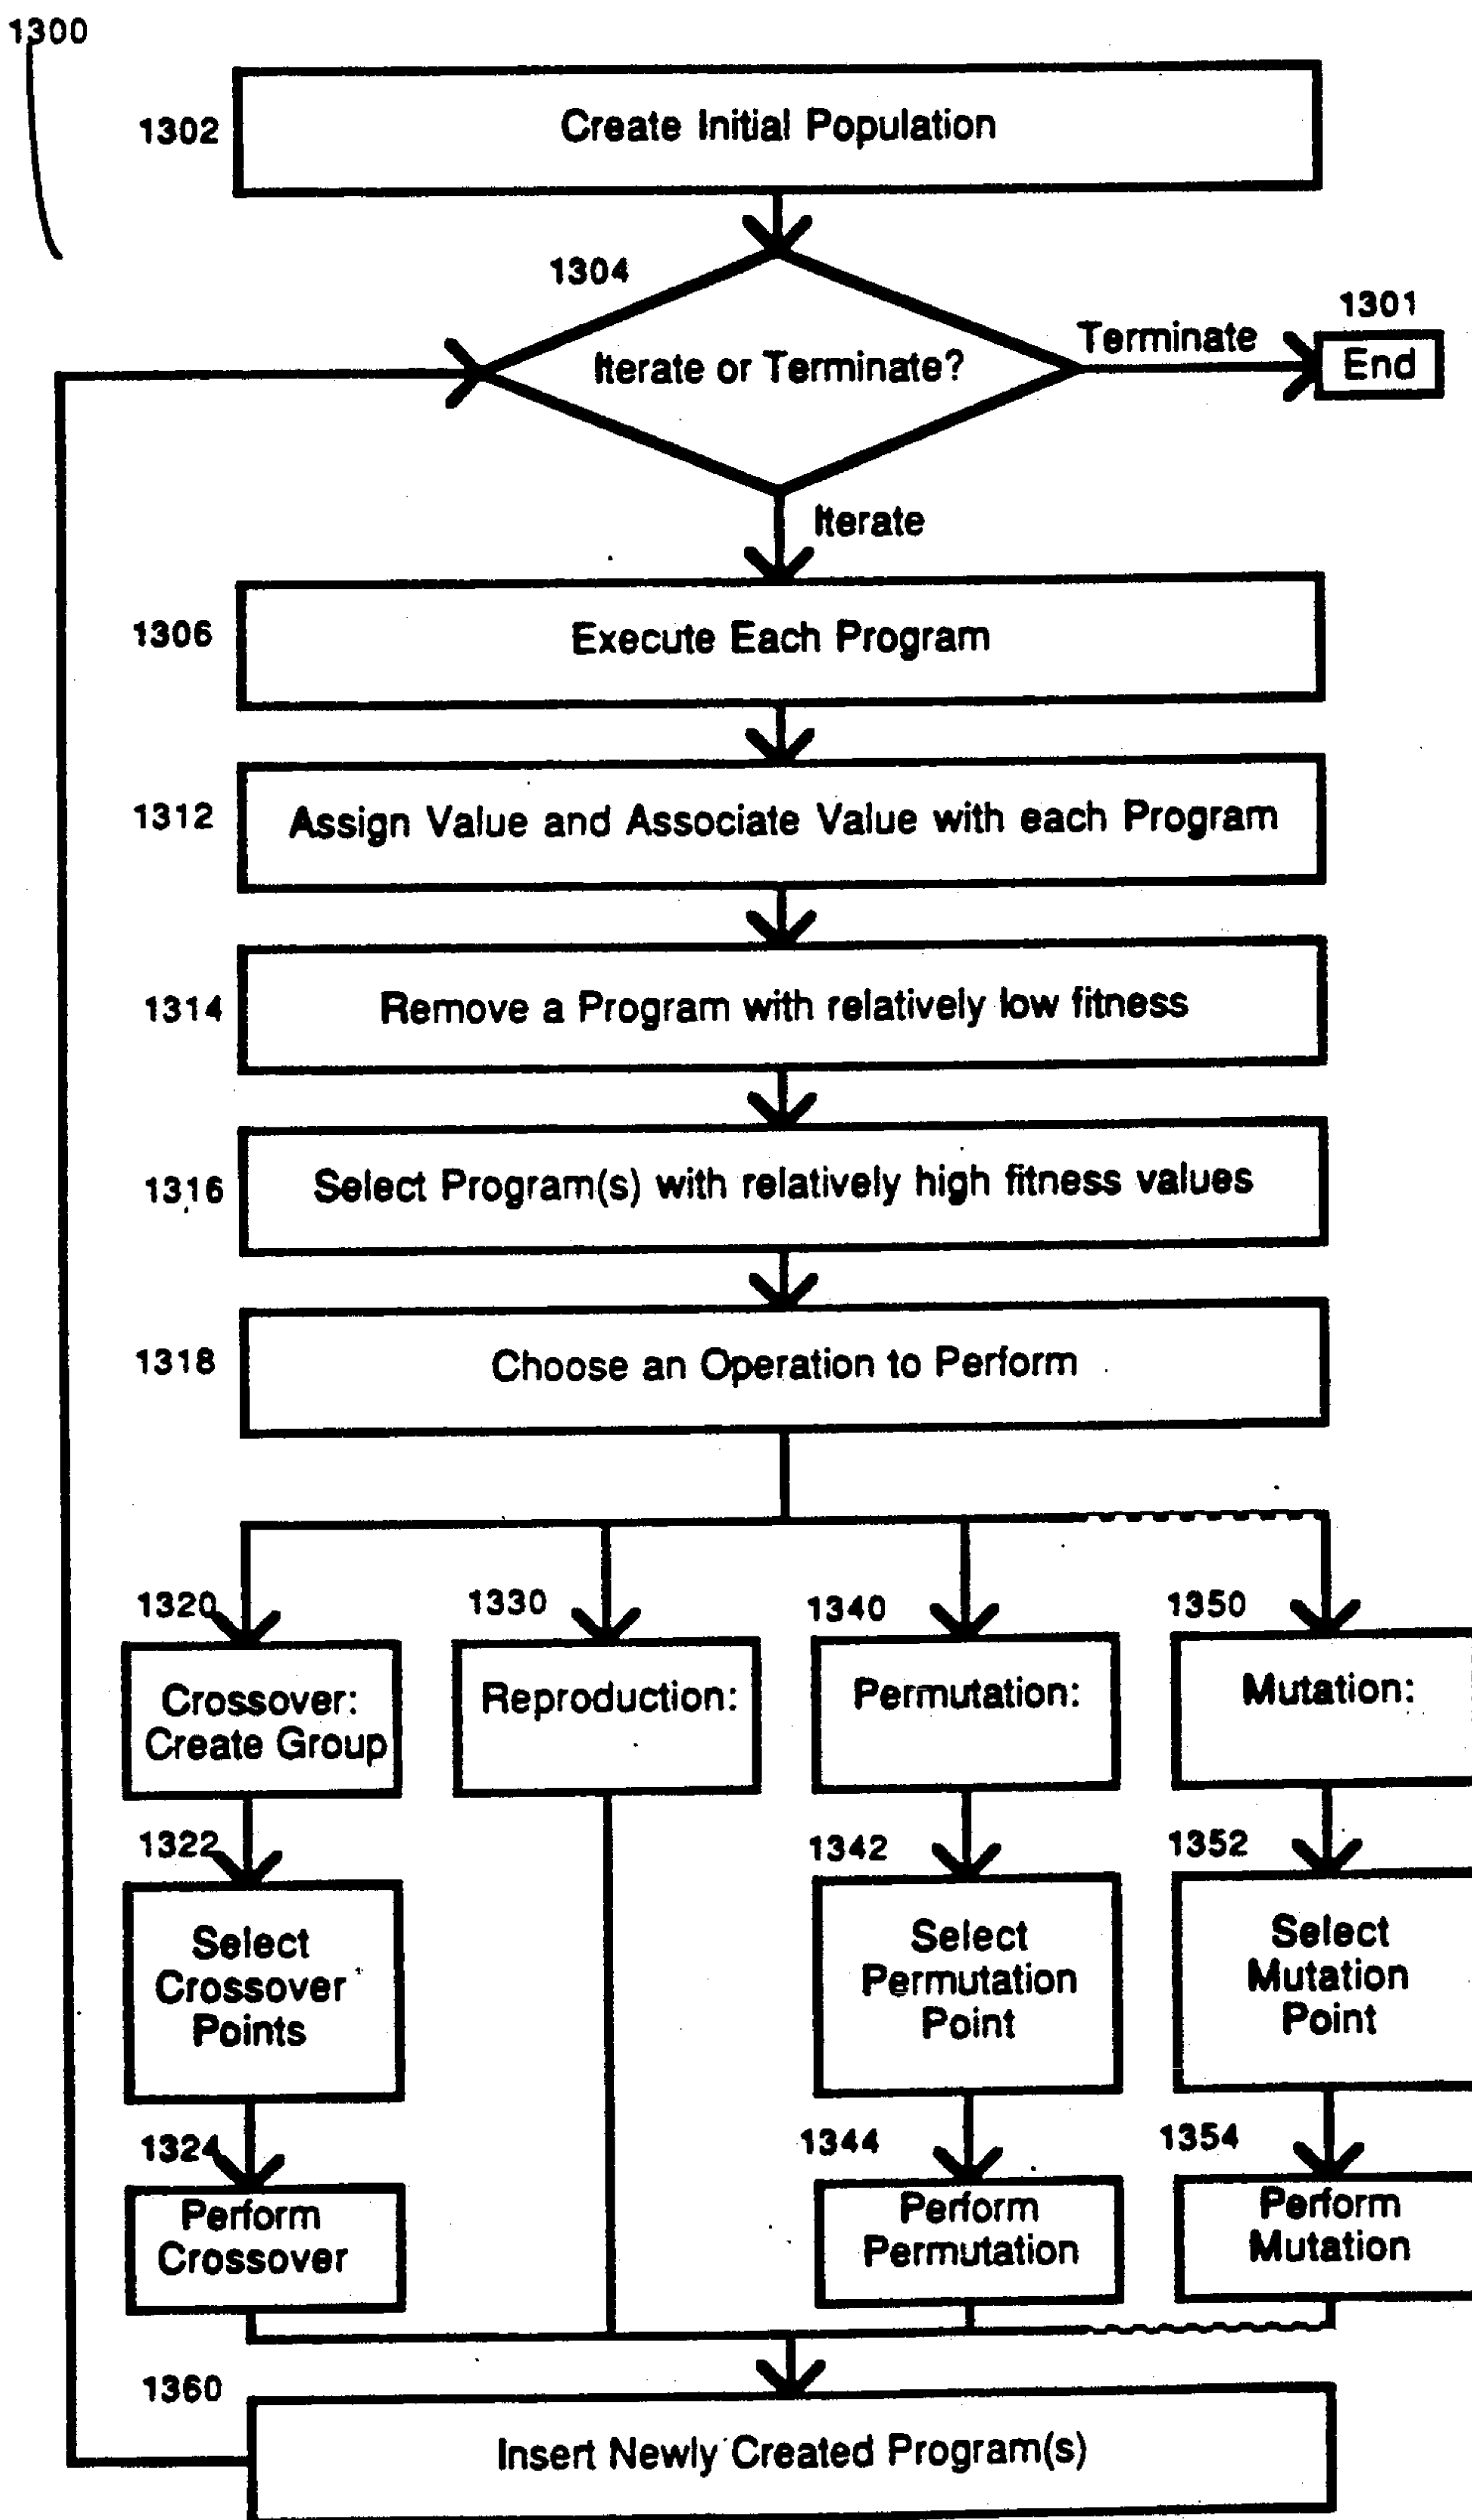 1300
1302
Create Initial Population
1304
Iterate or Terminate?
Terminate
1301
End
Iterate
1306
Execute Each Program
1312
Assign Value and Associate Value with each Program
1314
Remove a Program with relatively low fitness
1316
Select Program(s) with relatively high fitness values
1318
Choose an Operation to Perform
1320
1330
1340
1350
Crossover:
Create Group
Reproduction:
Permutation:
Mutation:
1322
1342
1352
Select
Crossover
Points
Select
Permutation
Point
Select
Mutation
Point
1324
1344
1354
Perform
Crossover
Perform
Permutation
Perform
Mutation
1360
Insert Newly Created Program(s)